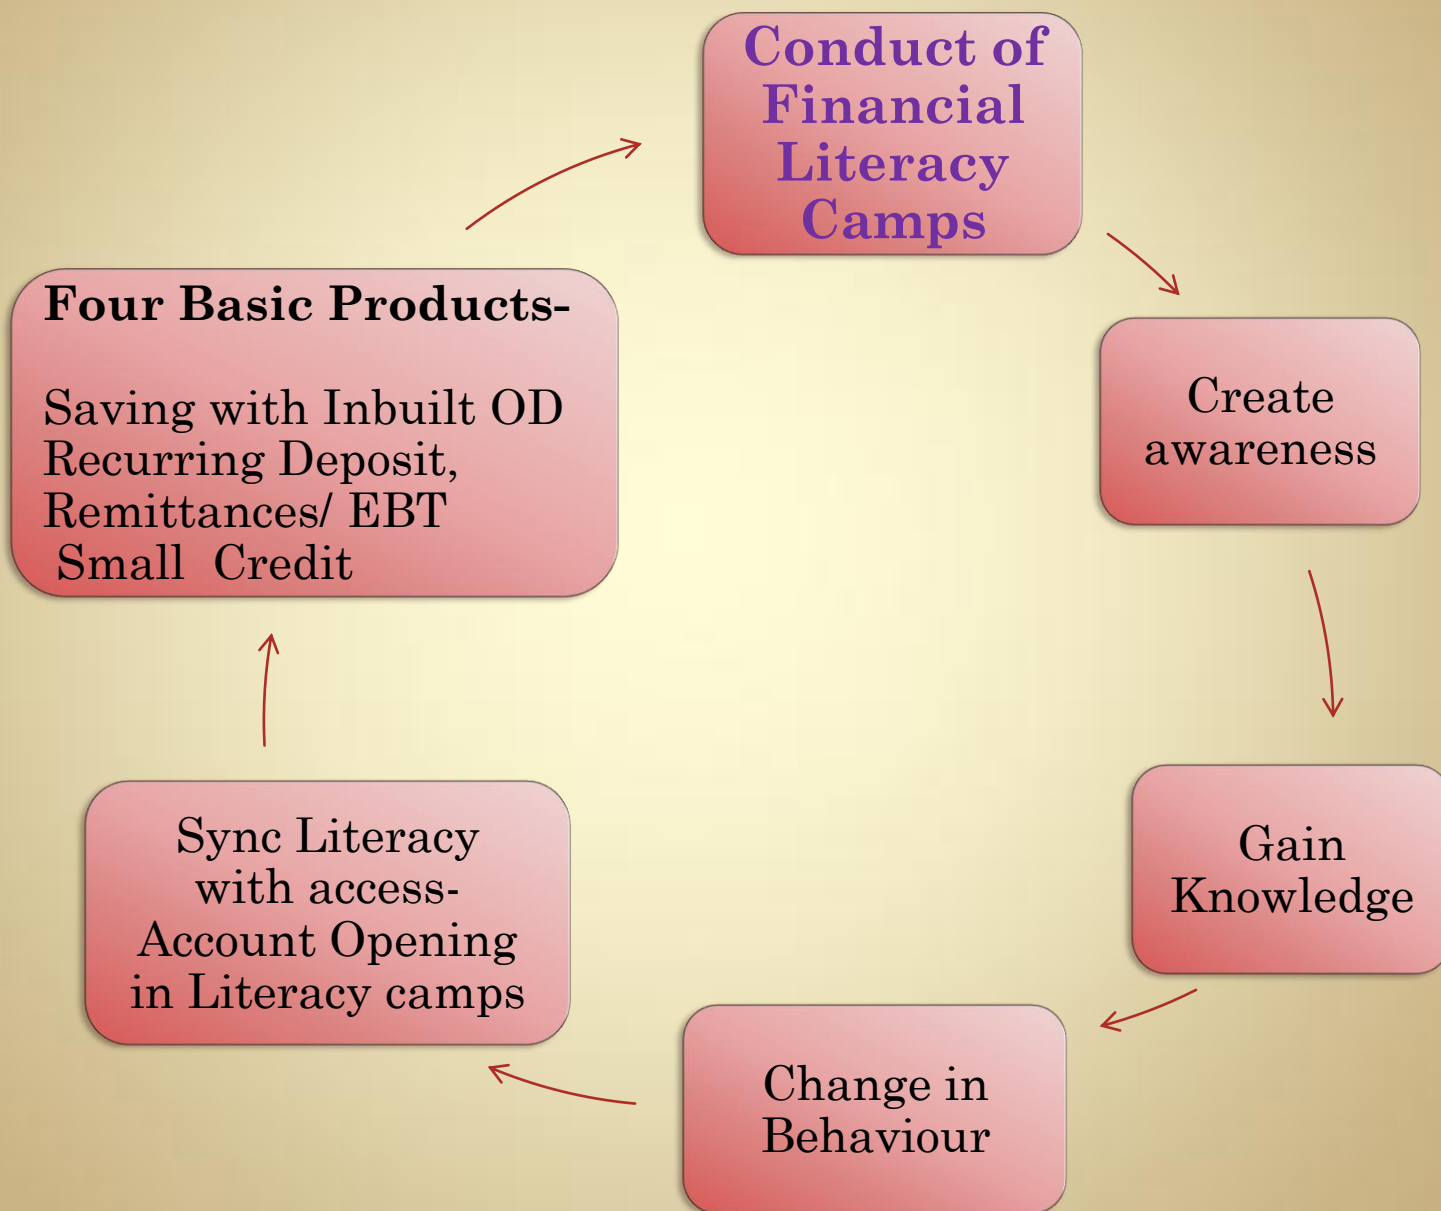 Conduct of
Financial
Literacy
Camps
Create
awareness
Gain
Knowledge
Change in
Behaviour
Sync Literacy
with access-
Account Opening
in Literacy camps
Four Basic Products-
Saving with Inbuilt OD
Recurring Deposit,
Remittances/ EBT
Small Credit